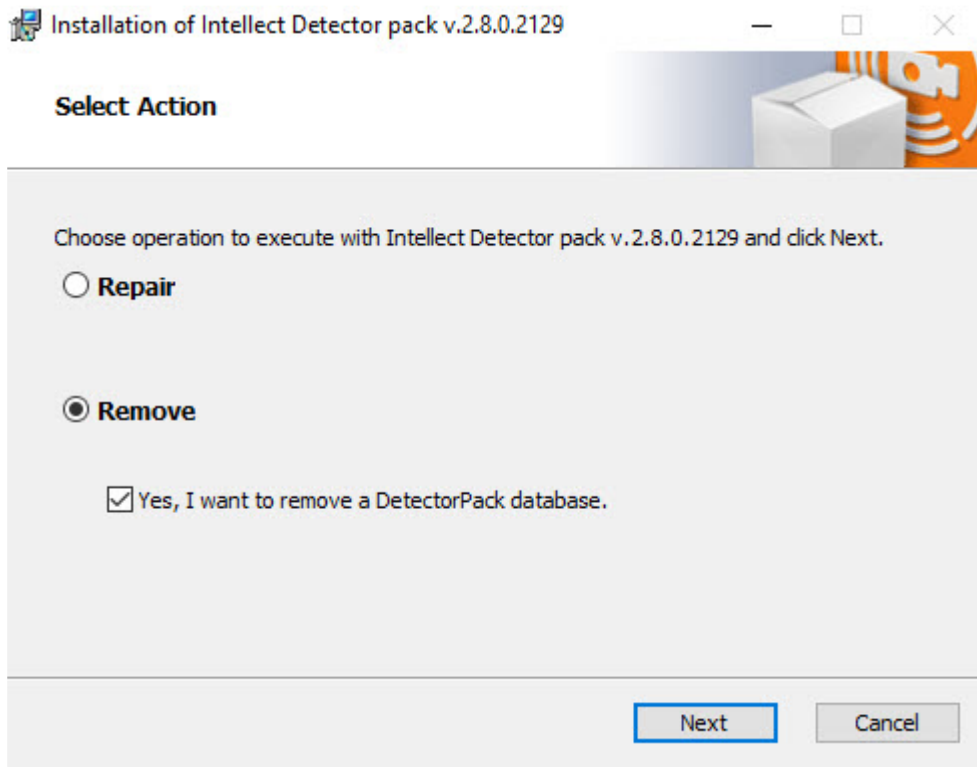 Installation of Intellect Detector pack v.2.8.0.2129
Select Action
Choose operation to execute with Intellect Detector pack v.2.8.0.2129 and click Next.
Repair
Remove
Yes, I want to remove a DetectorPack database.
Next
Cancel